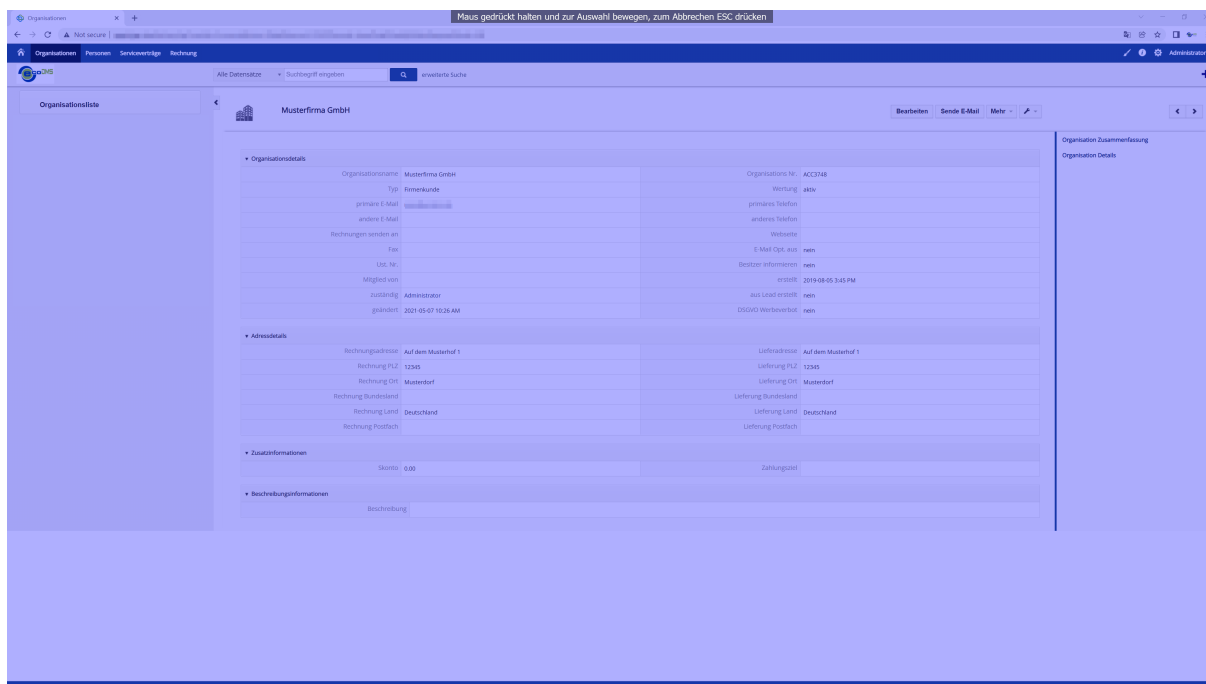 Organisationen
Maus gedrückt halten und zur Auswahl bewegen, zum Abbrechen ESC drücken
Not secure
Organisationen Personen Serviceverträge Rechnung
Administrator
Alle Datensätze Suchbegriff eingeben erweiterte Suche
Organisationsliste
Musterfirma GmbH
Bearbeiten Sende E-Mail Mehr
Organisation Zusammenfassung
Organisation Details
Organisationsdetails
Organisationsname Musterfirma GmbH Organisations Nr. ACC3748
Typ Firmenkunde Wertung aktiv
primäre E-Mail primäres Telefon
andere E-Mail anderes Telefon
Rechnungen senden an Webseite
Fax E-Mail Opt. aus nein
Ust. Nr. Besitzer informieren nein
Mitglied von erstellt 2019-08-05 3:45 PM
zuständig Administrator aus Lead erstellt nein
geändert 2021-05-07 10:26 AM DSGVO Werbeverbot nein
Adressdetails
Rechnungsadresse Auf dem Musterhof 1 Lieferadresse Auf dem Musterhof 1
Rechnung PLZ 12345 Lieferung PLZ 12345
Rechnung Ort Musterdorf Lieferung Ort Musterdorf
Rechnung Bundesland Lieferung Bundesland
Rechnung Land Deutschland Lieferung Land Deutschland
Rechnung Postfach Lieferung Postfach
Zusatzinformationen
Skonto 0.00 Zahlungsziel
Beschreibungsinformationen
Beschreibung